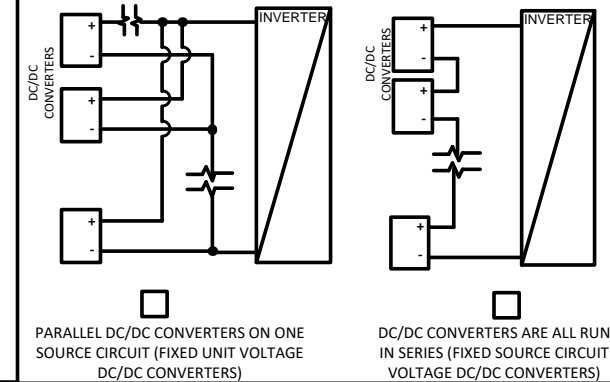 INVERTER
DC/DC
CONVERTERS
+
-
+
-
+
-
PARALLEL DC/DC CONVERTERS ON ONE
SOURCE CIRCUIT (FIXED UNIT VOLTAGE
DC/DC CONVERTERS)
INVERTER
DC/DC
CONVERTERS
+
-
+
-
+
-
DC/DC CONVERTERS ARE ALL RUN
IN SERIES (FIXED SOURCE CIRCUIT
VOLTAGE DC/DC CONVERTERS)